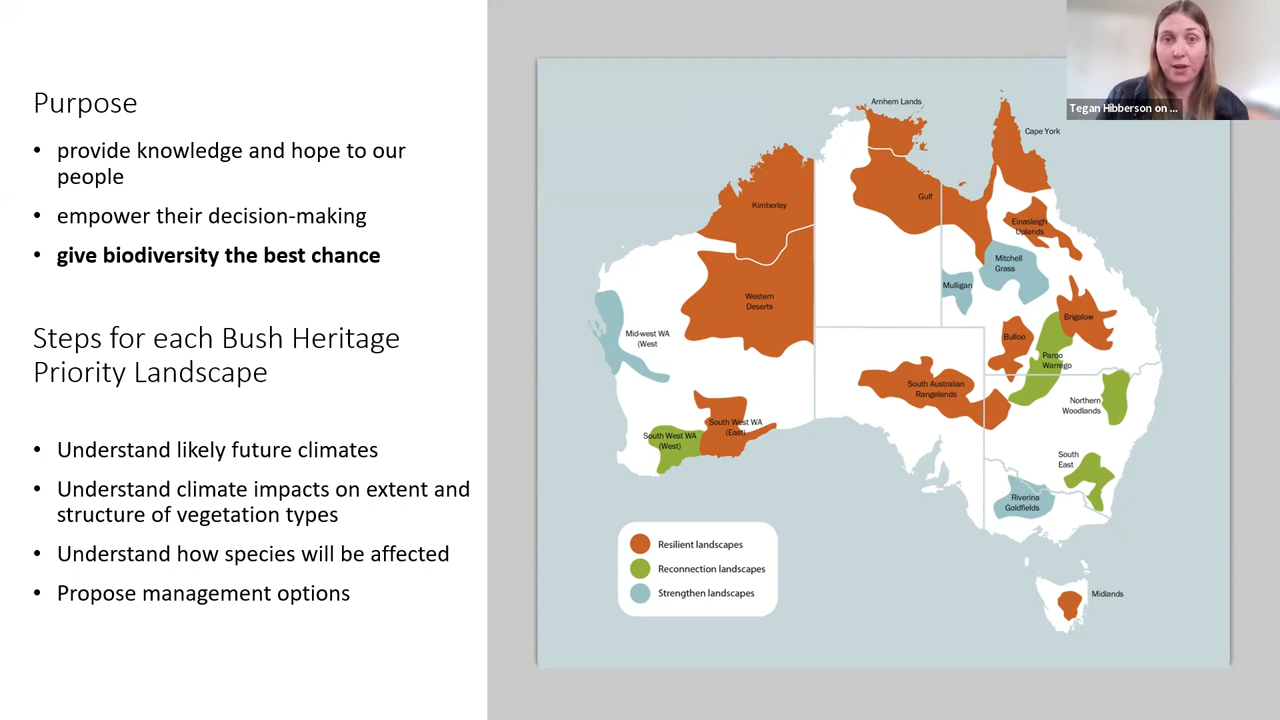 Purpose
• provide knowledge and hope to our
people
• empower their decision-making
• give biodiversity the best chance
Steps for each Bush Heritage
Priority Landscape
• Understand likely future climates
• Understand climate impacts on extent and
structure of vegetation types
• Understand how species will be affected
• Propose management options
Tegan Hibberson on ...
Arnhem Lands
Cape York
Kimberley
Gulf
Einasleigh
Uplands
Mitchell
Grass
Mulligan
Western
Deserts
Mid-west WA
(West
Brigalow
Bulloo
Paroo
Warrego
South Australian
Rangelands
Northern
Woodlands
South West WA
(East)
South West WA
(West)
South
East
Riverina
Goldfields
Midlands
Resilient landscapes
Reconnection landscapes
Strengthen landscapes